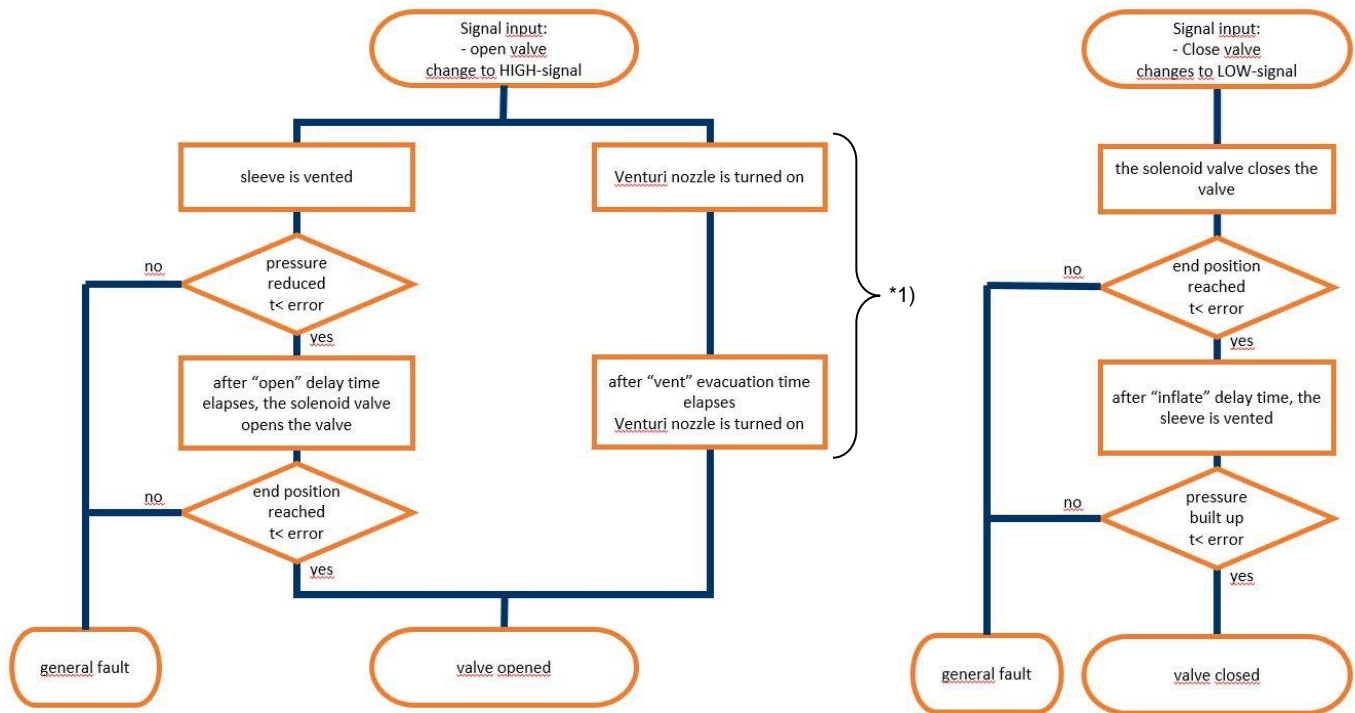 Signal input:
- open valve
change to HIGH-signal
sleeve is vented
Venturi nozzle is turned on
pressure
reduced
t< error
no
yes
after “open” delay time
elapses, the solenoid valve
opens the valve
after “vent” evacuation time
elapses
Venturi nozzle is turned on
*1)
end position
reached
t< error
no
yes
general fault
valve opened
Signal input:
- Close valve
changes to LOW-signal
the solenoid valve closes the
valve
end position
reached
t< error
no
yes
after “inflate” delay time, the
sleeve is vented
pressure
built up
t< error
no
yes
general fault
valve closed